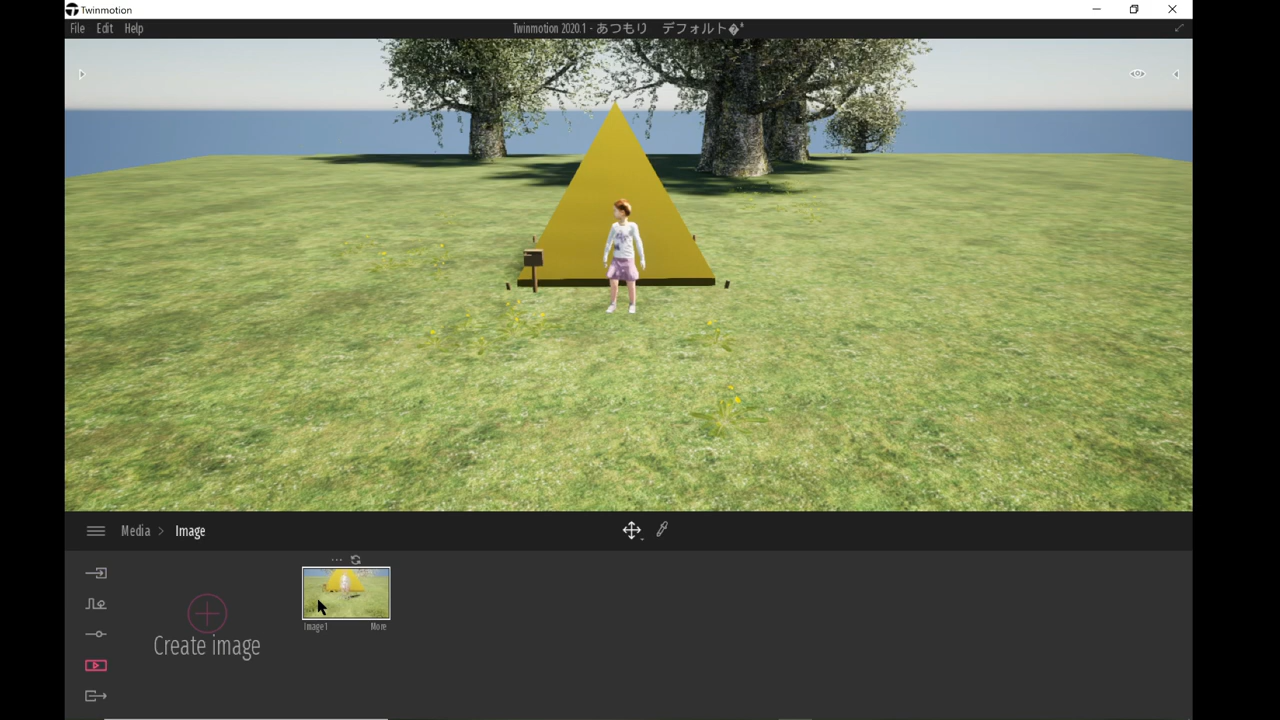 Twinmotion
File Edit Help
Twinmotion 2020.1 - あつもり デフォルト�*
Media > Image
Create image
Image1 More